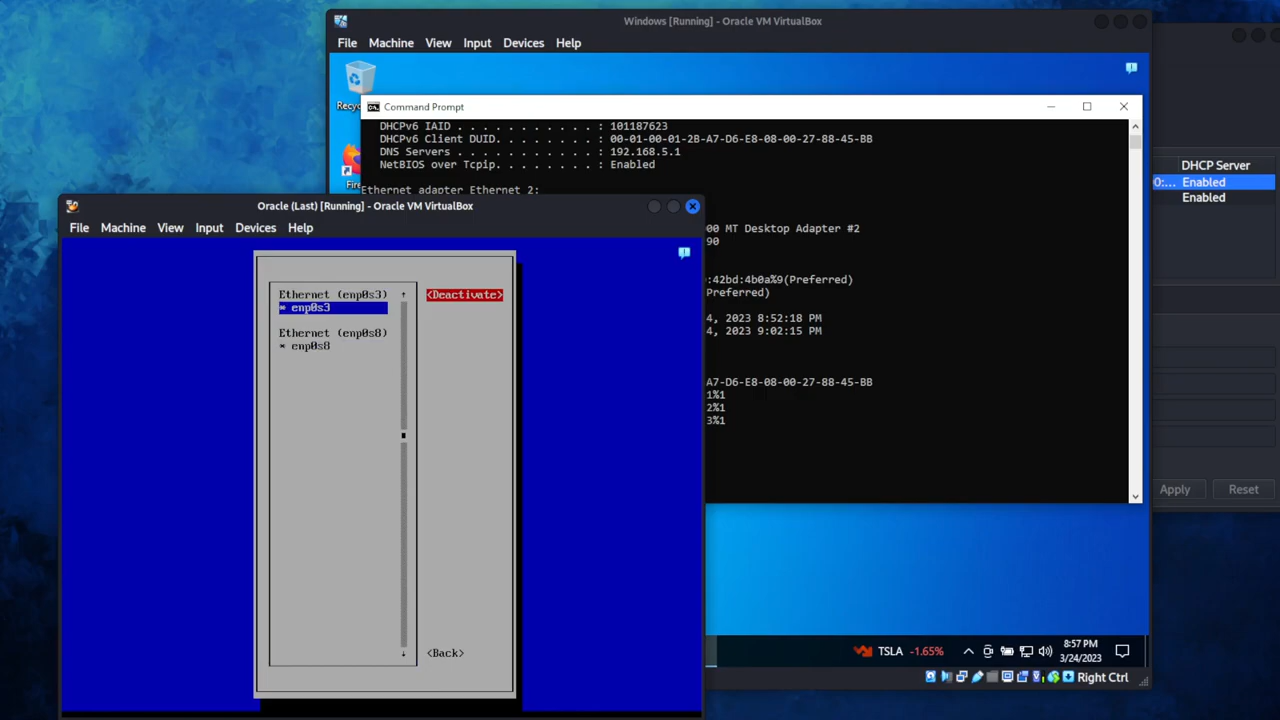 Windows [Running] - Oracle VM VirtualBox
File Machine View Input Devices Help
Command Prompt
DHCPv6 IAID . . . . . . . . . . . : 101187623
DHCPv6 Client DUID. . . . . . . . : 00-01-00-01-2B-A7-D6-E8-08-00-27-88-45-BB
DNS Servers . . . . . . . . . . . : 192.168.5.1
NetBIOS over Tcpip. . . . . . . . : Enabled
Ethernet adapter Ethernet 2:
00 MT Desktop Adapter #2
90
:42bd:4b0a%9(Preferred)
(Preferred)
4, 2023 8:52:18 PM
4, 2023 9:02:15 PM
A7-D6-E8-08-00-27-88-45-BB
1%1
2%1
3%1
DHCP Server
0:... Enabled
Enabled
Apply Reset
Oracle (Last) [Running] - Oracle VM VirtualBox
File Machine View Input Devices Help
Ethernet (enp0s3)
* enp0s3
Ethernet (enp0s8)
* enp0s8
<Deactivate>
<Back>
TSLA -1.65%
8:57 PM
3/24/2023
Right Ctrl